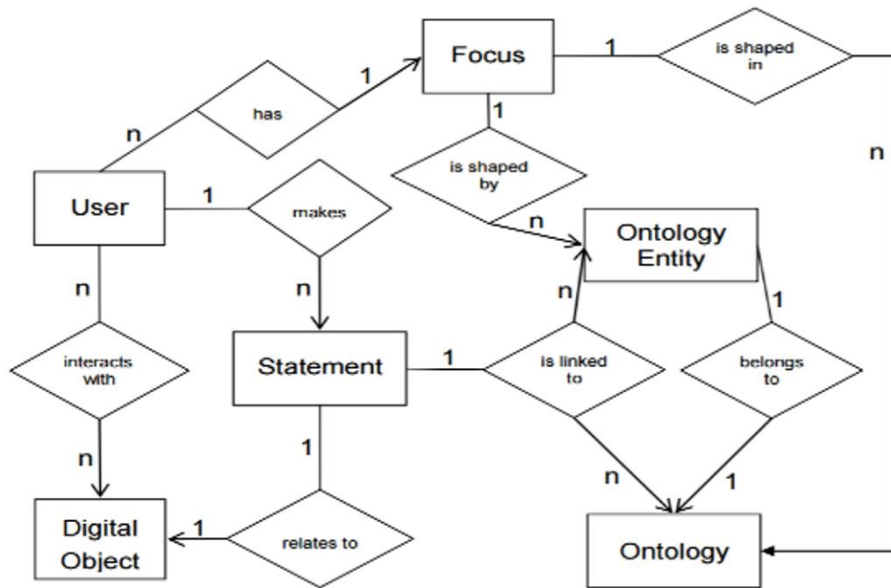 Focus
1
is shaped
in
1
has
1
n
n
is shaped
by
User
1
makes
n
Ontology
Entity
n
n
n
1
interacts
with
Statement
1
is linked
to
belongs
to
1
n
n
1
Digital
Object
1
relates to
Ontology